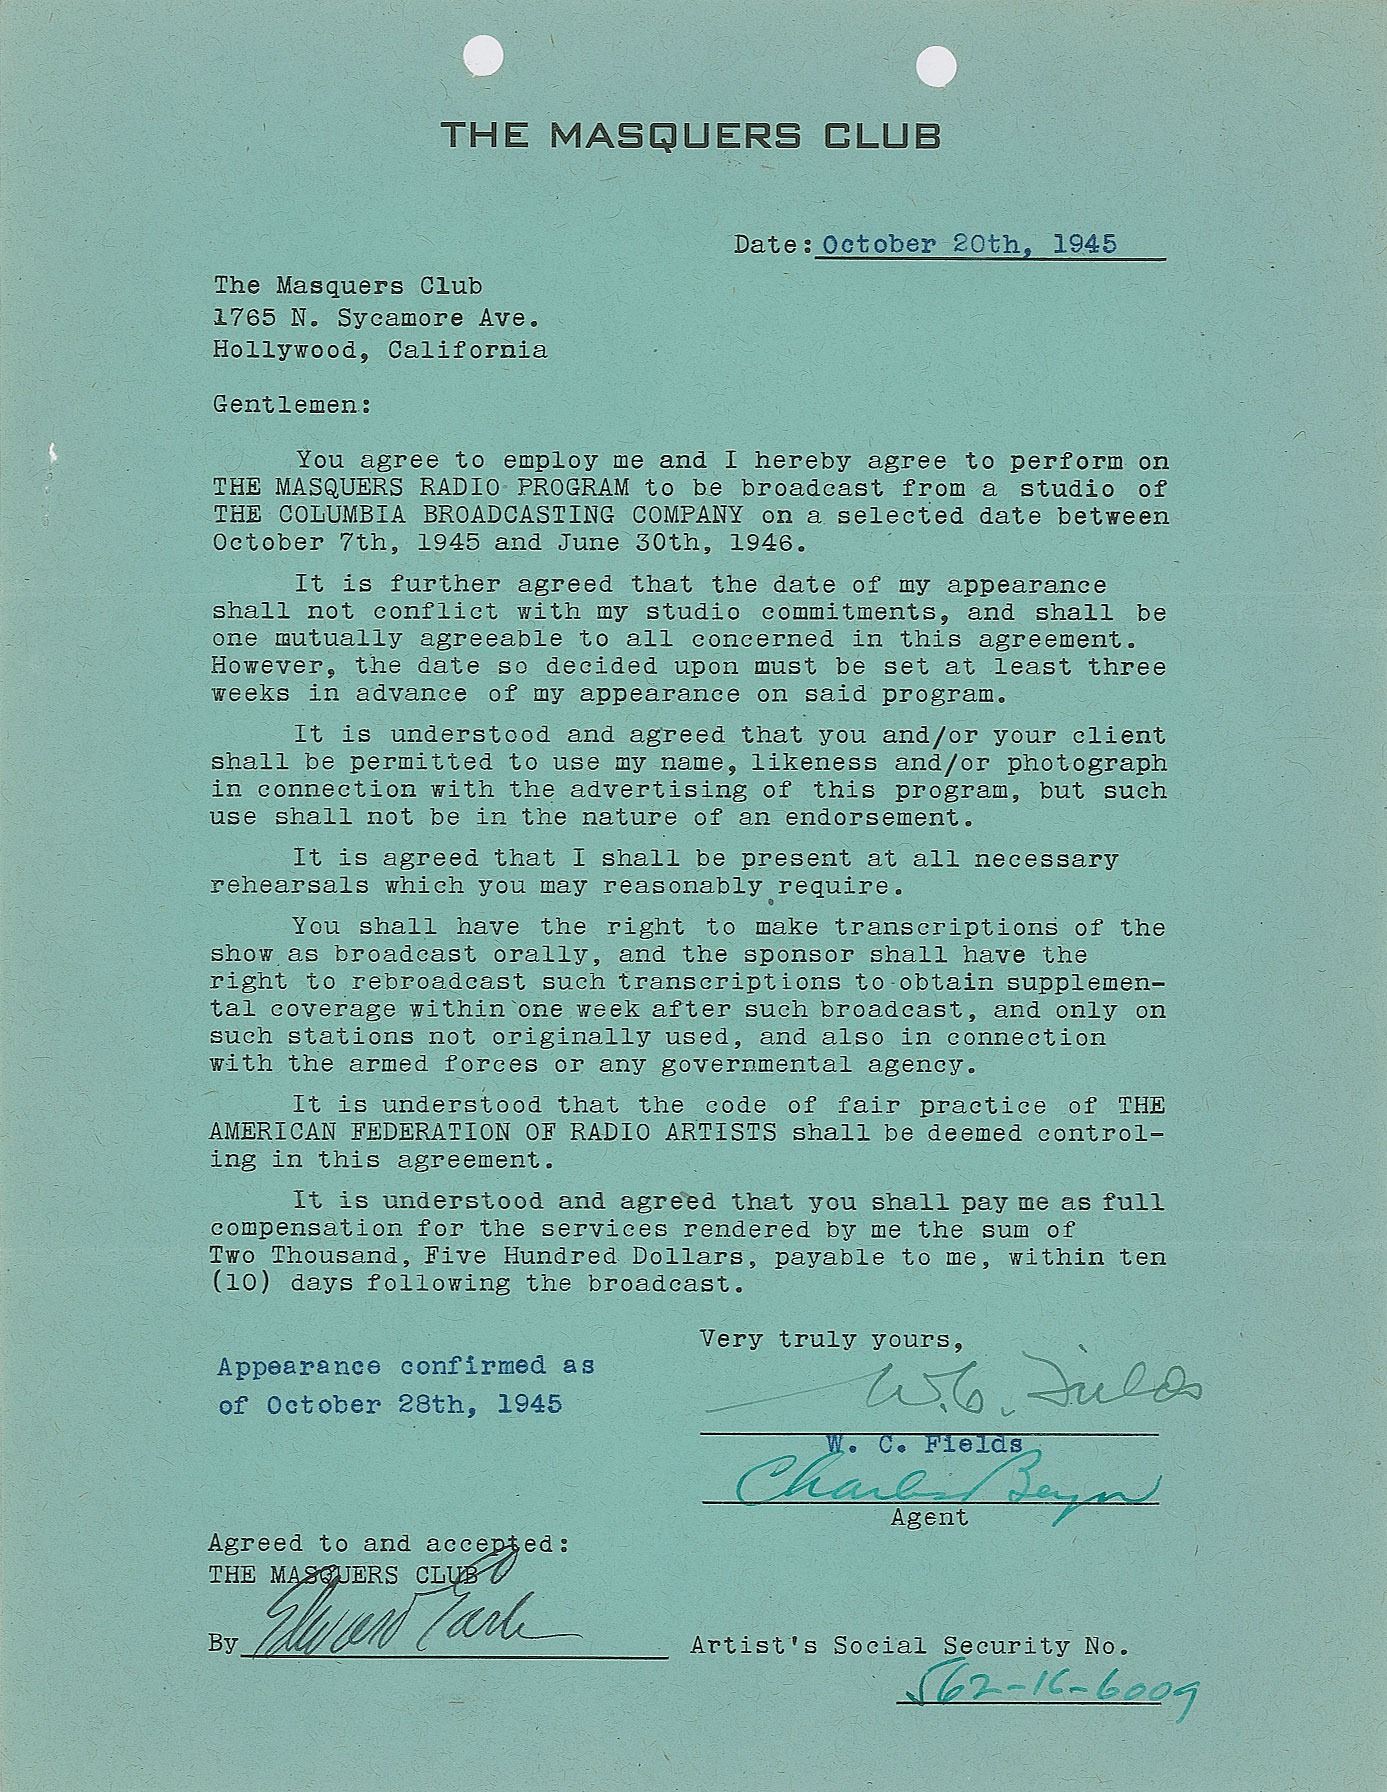 THE MASQUERS CLUB
Date: October 20th, 1945
The Masquers Club
1765 N. Sycamore Ave.
Hollywood, California
Gentlemen:
You agree to employ me and I hereby agree to perform on
THE MASQUERS RADIO PROGRAM to be broadcast from a studio of
THE COLUMBIA BROADCASTING COMPANY on a selected date between
October 7th, 1945 and June 30th, 1946.
It is further agreed that the date of my appearance
shall not conflict with my studio commitments, and shall be
one mutually agreeable to all concerned in this agreement.
However, the date so decided upon must be set at least three
weeks in advance of my appearance on said program.
It is understood and agreed that you and/or your client
shall be permitted to use my name, likeness and/or photograph
in connection with the advertising of this program, but such
use shall not be in the nature of an endorsement.
It is agreed that I shall be present at all necessary
rehearsals which you may reasonably require.
You shall have the right to make transcriptions of the
show as broadcast orally, and the sponsor shall have the
right to rebroadcast such transcriptions to obtain supplemen-
tal coverage within one week after such broadcast, and only on
such stations not originally used, and also in connection
with the armed forces or any governmental agency.
It is understood that the code of fair practice of THE
AMERICAN FEDERATION OF RADIO ARTISTS shall be deemed control-
ing in this agreement.
It is understood and agreed that you shall pay me as full
compensation for the services rendered by me the sum of
Two Thousand, Five Hundred Dollars, payable to me, within ten
(10) days following the broadcast.
Very truly yours,
Appearance confirmed as
of October 28th, 1945
W. C. Fields
W. C. Fields
Charles Beyer
Agent
Agreed to and accepted:
THE MASQUERS CLUB
By Edward Earle
Artist's Social Security No.
562-16-6009